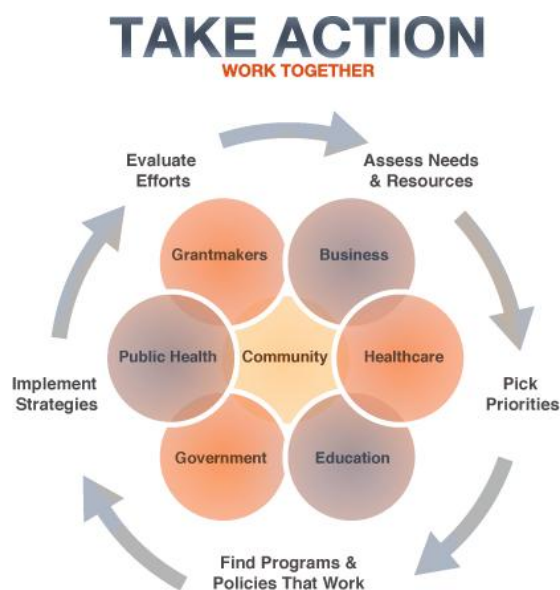 TAKE ACTION
WORK TOGETHER
Evaluate
Efforts
Assess Needs
& Resources
Grantmakers
Business
Public Health
Community
Healthcare
Implement
Strategies
Pick
Priorities
Government
Education
Find Programs &
Policies That Work